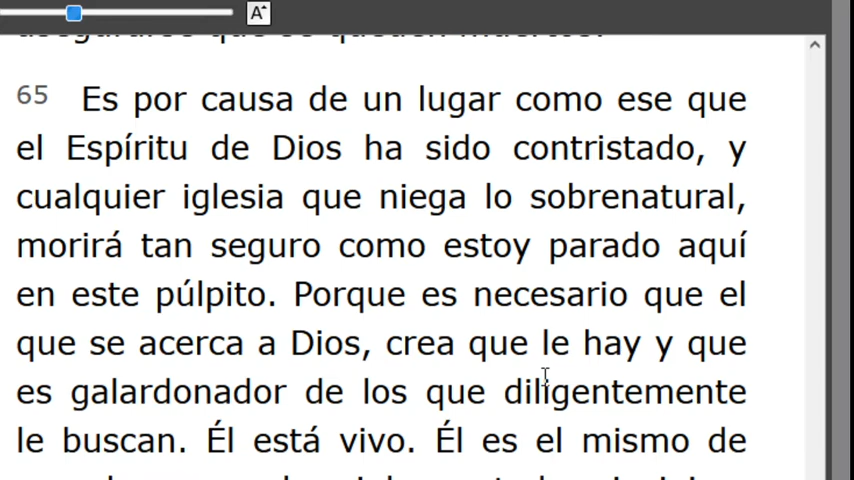 A
65 Es por causa de un lugar como ese que
el Espíritu de Dios ha sido contristado, y
cualquier iglesia que niega lo sobrenatural,
morirá tan seguro como estoy parado aquí
en este púlpito. Porque es necesario que el
que se acerca a Dios, crea que le hay y que
es galardonador de los que diligentemente
le buscan. Él está vivo. Él es el mismo de